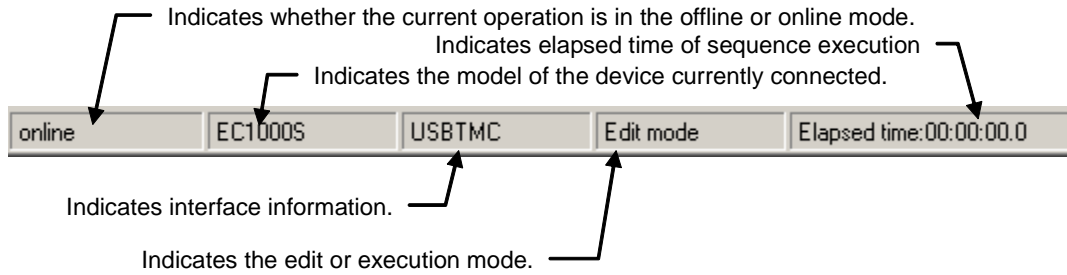 Indicates whether the current operation is in the offline or online mode.
Indicates elapsed time of sequence execution
Indicates the model of the device currently connected.
online EC1000S USBTMC Edit mode Elapsed time:00:00:00.0
Indicates interface information.
Indicates the edit or execution mode.